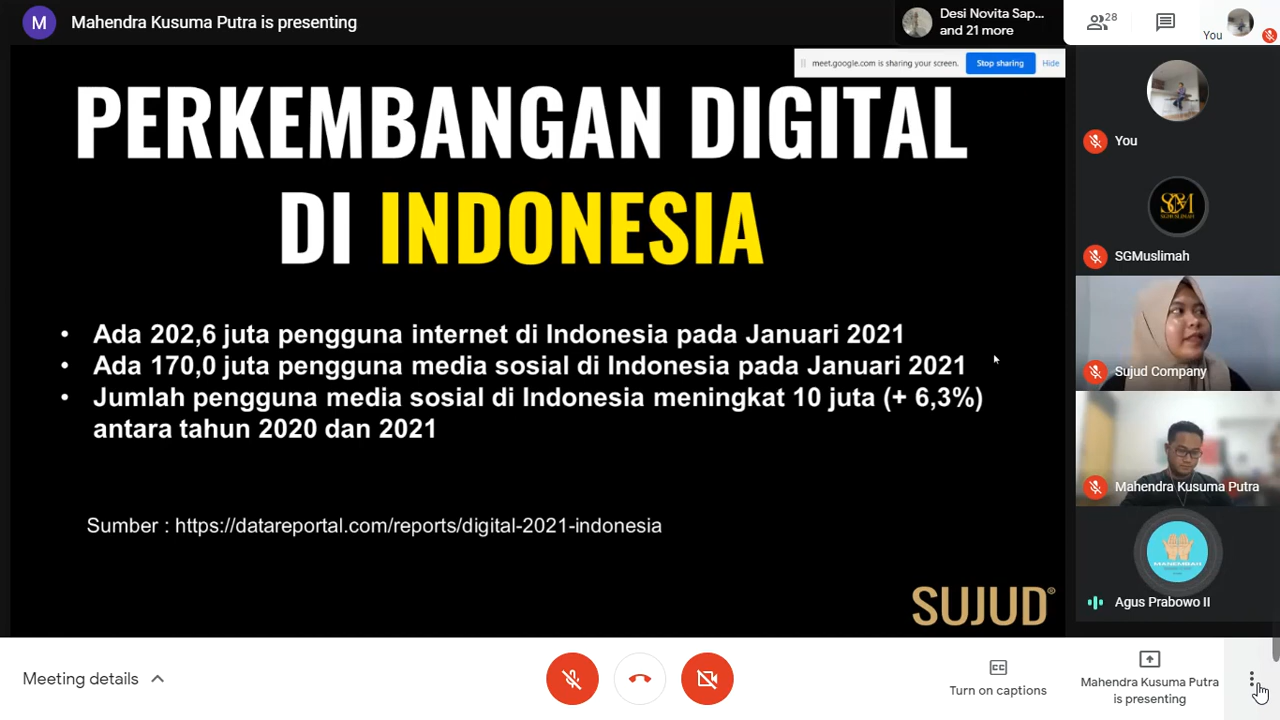 M
Mahendra Kusuma Putra is presenting
Desi Novita Sap...
and 21 more
28
You
meet.google.com is sharing your screen.
Stop sharing
Hide
PERKEMBANGAN DIGITAL
DI INDONESIA
• Ada 202,6 juta pengguna internet di Indonesia pada Januari 2021
• Ada 170,0 juta pengguna media sosial di Indonesia pada Januari 2021
• Jumlah pengguna media sosial di Indonesia meningkat 10 juta (+ 6,3%)
antara tahun 2020 dan 2021
Sumber : https://datareportal.com/reports/digital-2021-indonesia
SUJUD®
You
SGM
SGMUSLIMAH
SGMuslimah
Sujud Company
Mahendra Kusuma Putra
MANEMBAH
Agus Prabowo II
Meeting details
CC
Turn on captions
Mahendra Kusuma Putra
is presenting